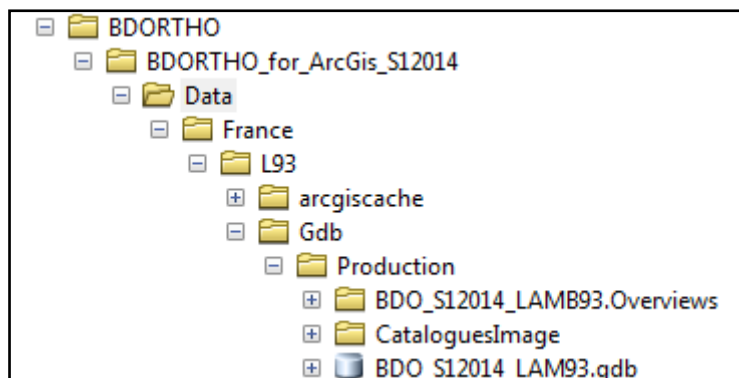 BDORTHO
BDORTHO_for_ArcGis_S12014
Data
France
L93
arcgiscache
Gdb
Production
BDO_S12014_LAMB93.Overviews
CataloguesImage
BDO_S12014_LAM93.gdb